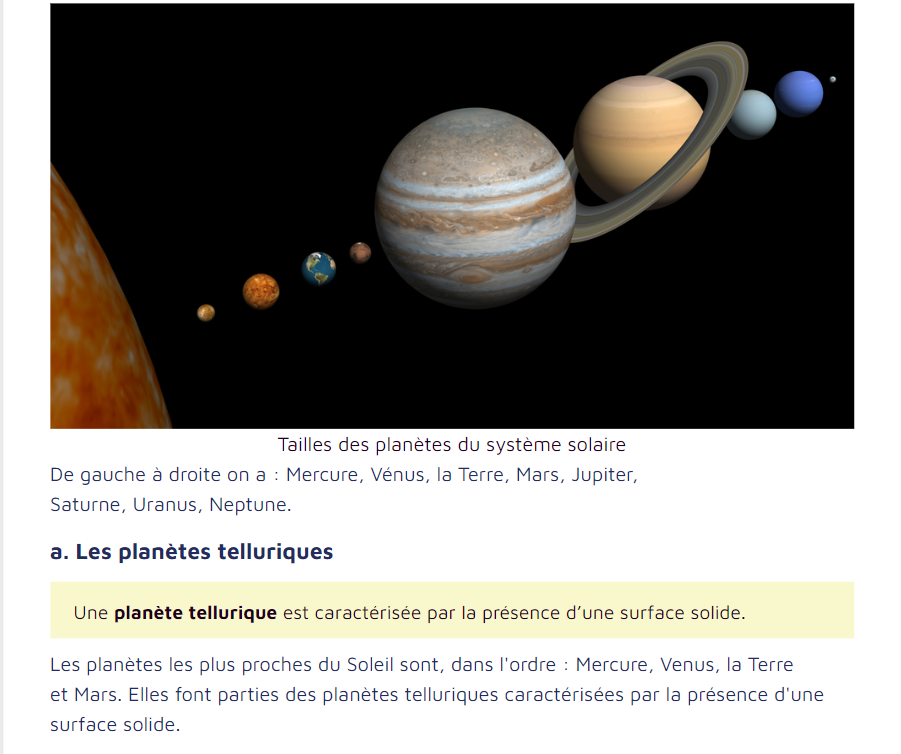 Tailles des planètes du système solaire
De gauche à droite on a : Mercure, Vénus, la Terre, Mars, Jupiter,
Saturne, Uranus, Neptune.
a. Les planètes telluriques
Une planète tellurique est caractérisée par la présence d’une surface solide.
Les planètes les plus proches du Soleil sont, dans l'ordre : Mercure, Venus, la Terre
et Mars. Elles font parties des planètes telluriques caractérisées par la présence d'une
surface solide.